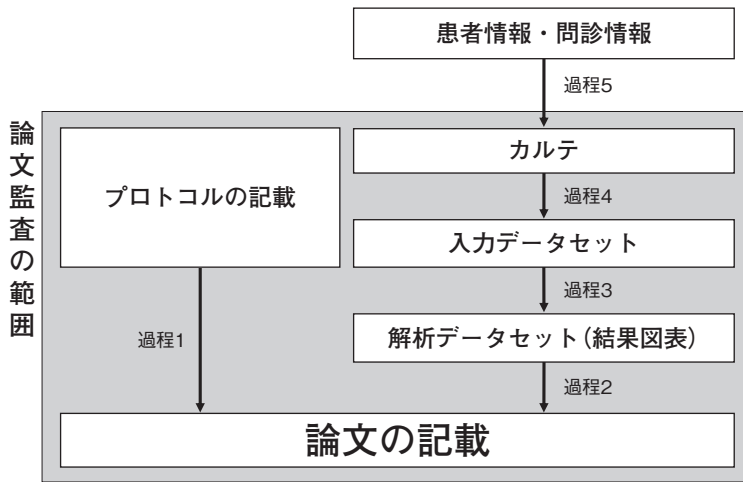 患者情報・問診情報
過程5
論文監査の範囲
カルテ
プロトコルの記載
過程4
入力データセット
過程3
過程1
解析データセット(結果図表)
過程2
論文の記載